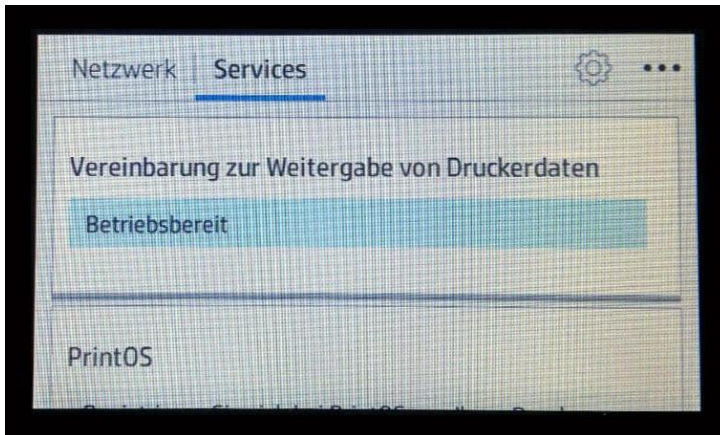 Netzwerk Services
Vereinbarung zur Weitergabe von Druckerdaten
Betriebsbereit
PrintOS